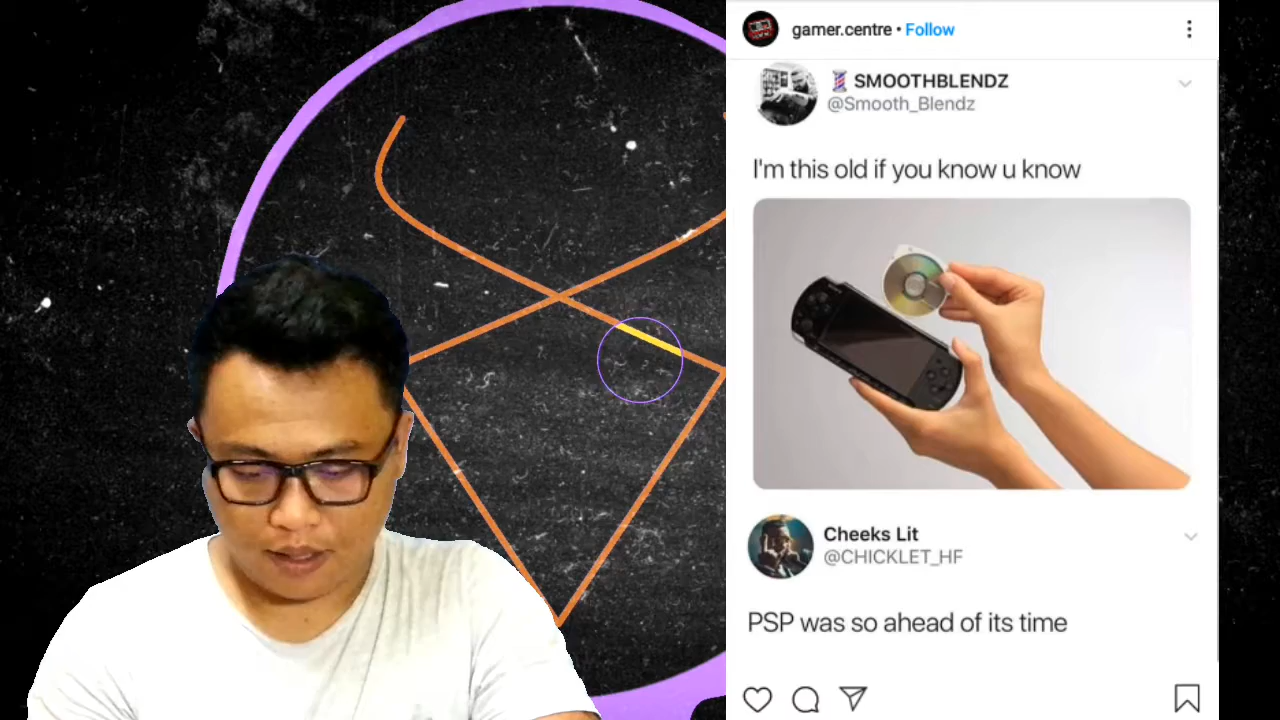 gamer.centre • Follow
SMOOTHBLENDZ
@Smooth_Blendz
I'm this old if you know u know
Cheeks Lit
@CHICKLET_HF
PSP was so ahead of its time